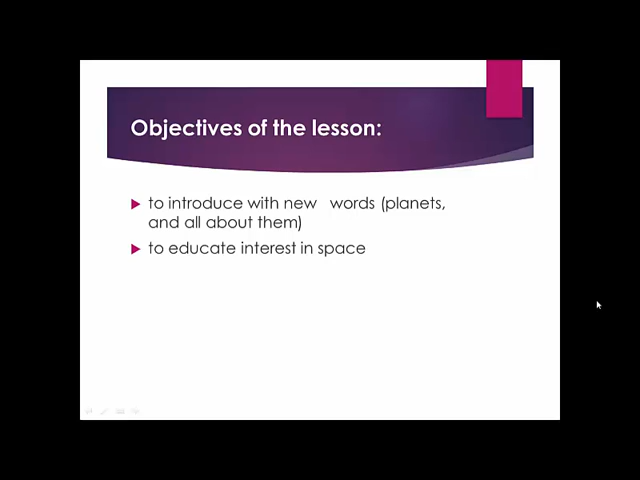 Objectives of the lesson:
to introduce with new words (planets,
and all about them)
to educate interest in space